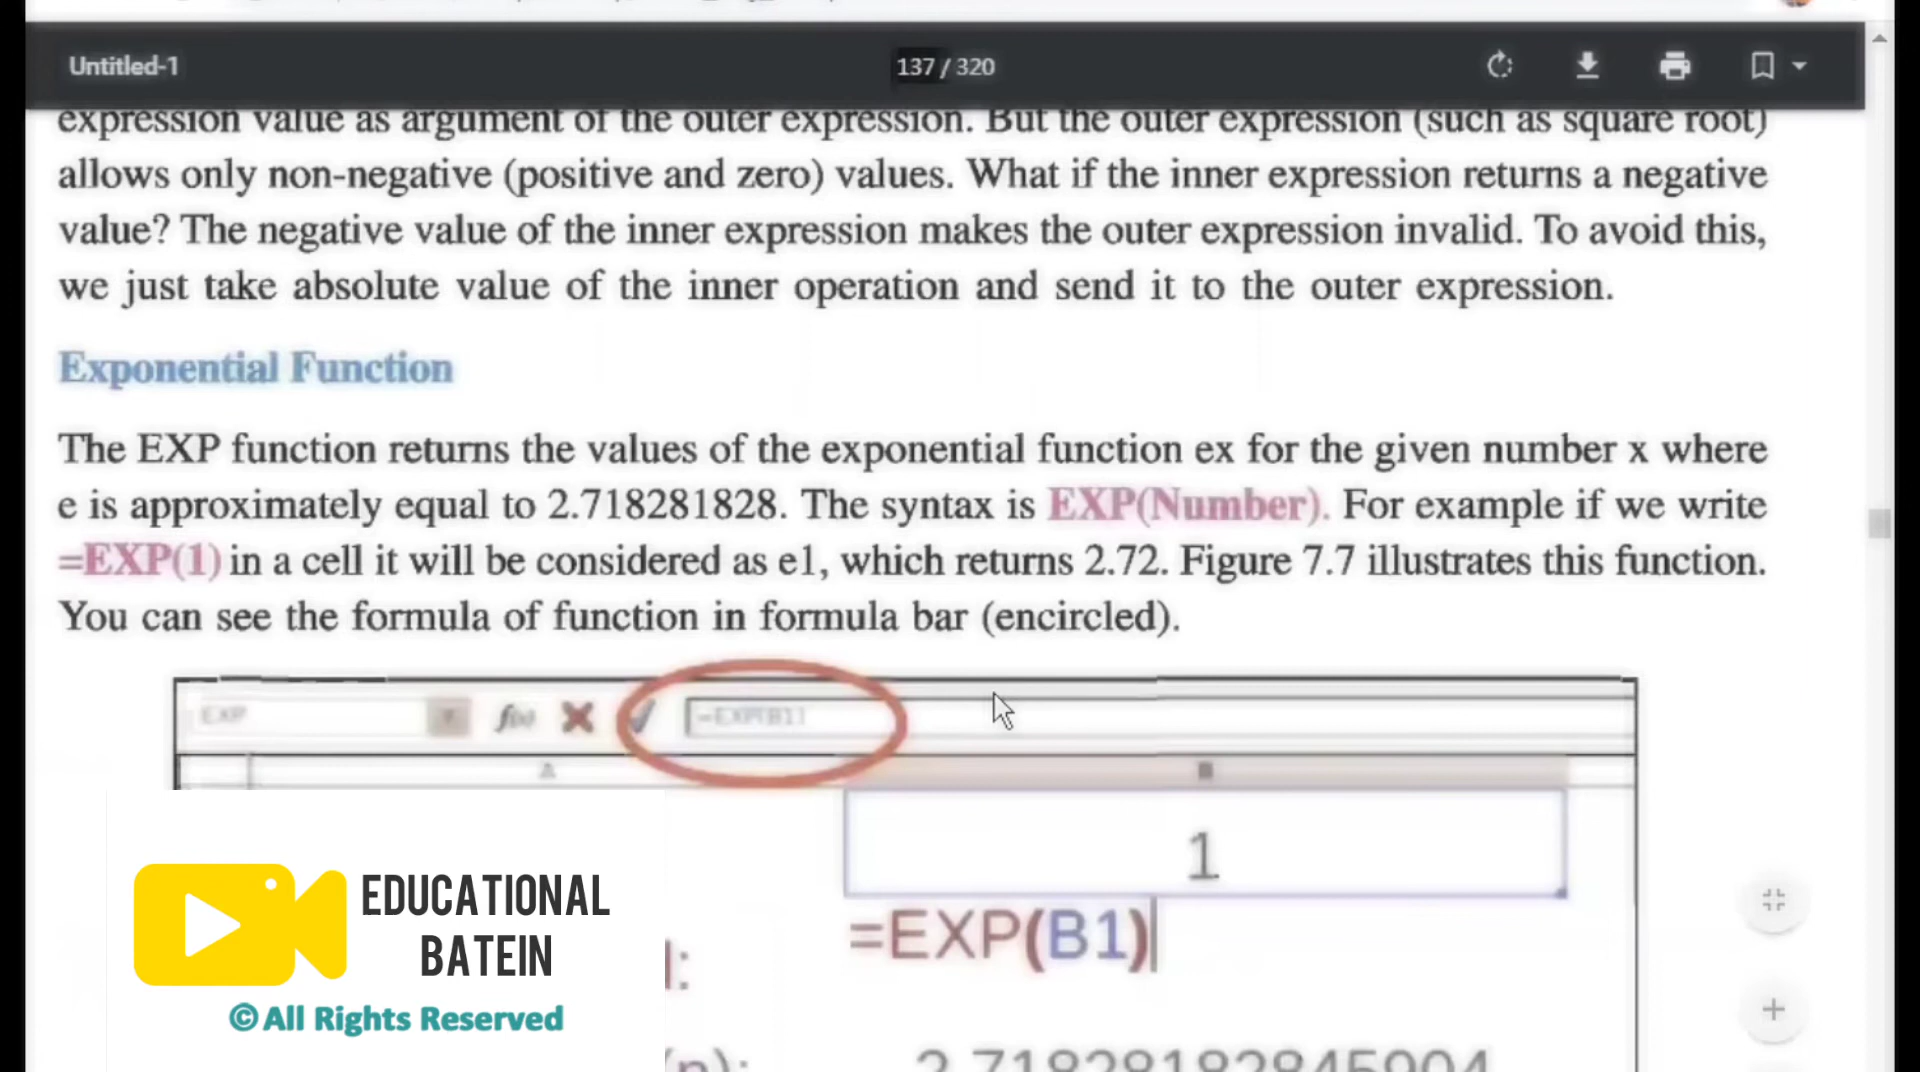 Untitled-1
137 / 320
expression value as argument of the outer expression. But the outer expression (such as square root)
allows only non-negative (positive and zero) values. What if the inner expression returns a negative
value? The negative value of the inner expression makes the outer expression invalid. To avoid this,
we just take absolute value of the inner operation and send it to the outer expression.
Exponential Function
The EXP function returns the values of the exponential function ex for the given number x where
e is approximately equal to 2.718281828. The syntax is EXP(Number). For example if we write
=EXP(1) in a cell it will be considered as e1, which returns 2.72. Figure 7.7 illustrates this function.
You can see the formula of function in formula bar (encircled).
EXP f(x) =EXP(B1)
A B
1
=EXP(B1)
EDUCATIONAL
BATEIN
© All Rights Reserved
2.71828182845904